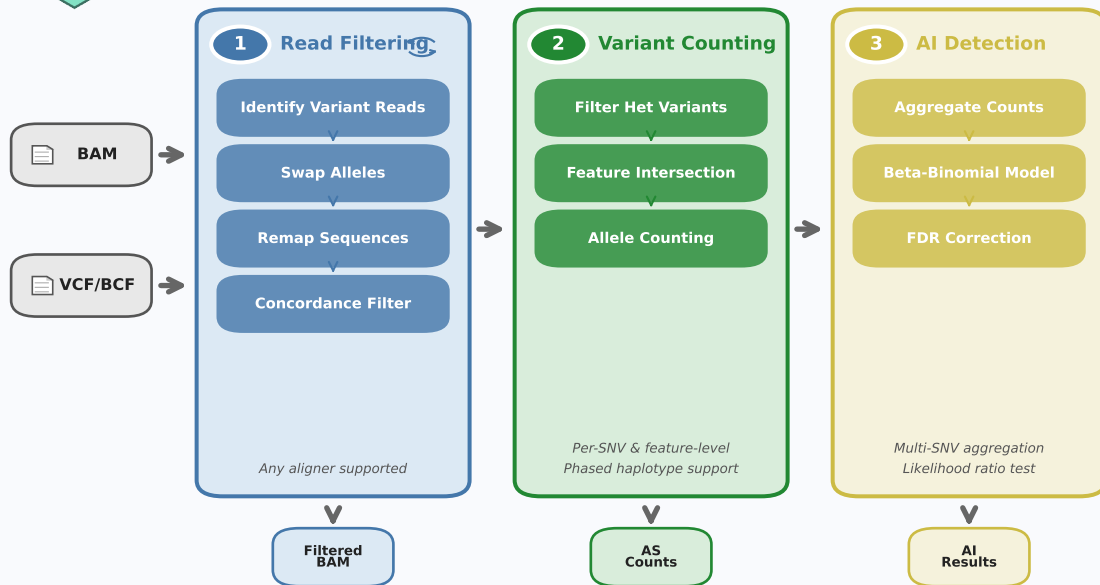 BAM
VCF/BCF
1 Read Filtering
Identify Variant Reads
Swap Alleles
Remap Sequences
Concordance Filter
Any aligner supported
Filtered
BAM
2 Variant Counting
Filter Het Variants
Feature Intersection
Allele Counting
Per-SNV & feature-level
Phased haplotype support
AS
Counts
3 AI Detection
Aggregate Counts
Beta-Binomial Model
FDR Correction
Multi-SNV aggregation
Likelihood ratio test
AI
Results